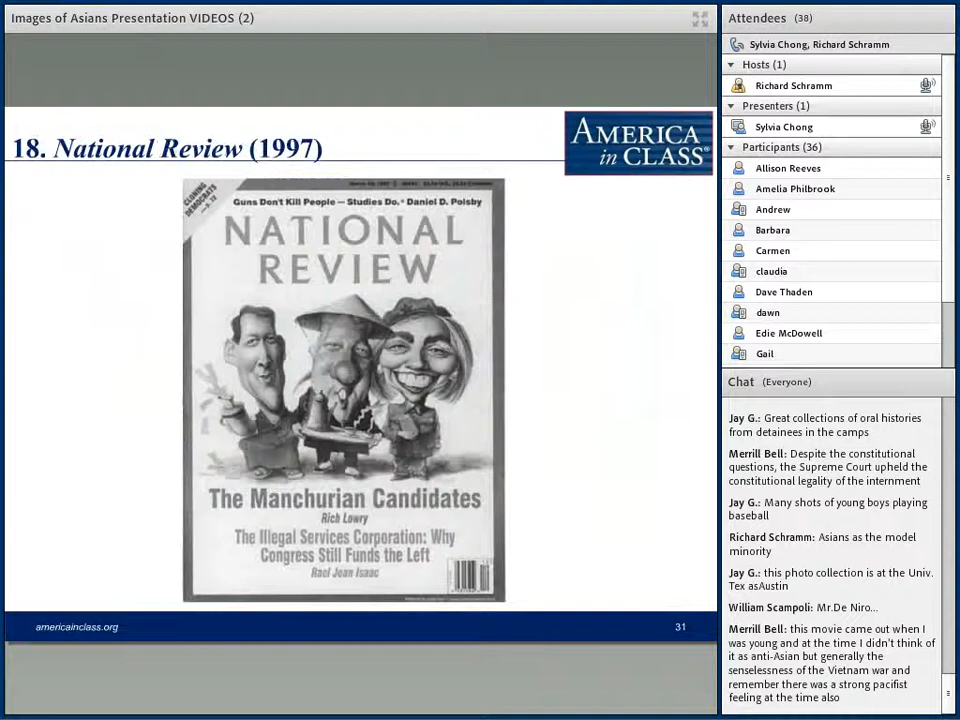 Images of Asians Presentation VIDEOS (2)
18. National Review (1997)
AMERICA
in CLASS
CLONING
DEMOCRATS
Guns Don't Kill People — Studies Do. • Daniel D. Polsby
NATIONAL
REVIEW
The Manchurian Candidates
Rich Lowry
The Illegal Services Corporation: Why
Congress Still Funds the Left
Rael Jean Isaac
americainclass.org
31
Attendees (38)
Sylvia Chong, Richard Schramm
Hosts (1)
Richard Schramm
Presenters (1)
Sylvia Chong
Participants (36)
Allison Reeves
Amelia Philbrook
Andrew
Barbara
Carmen
claudia
Dave Thaden
dawn
Edie McDowell
Gail
Chat (Everyone)
Jay G.: Great collections of oral histories
from detainees in the camps
Merrill Bell: Despite the constitutional
questions, the Supreme Court upheld the
constitutional legality of the internment
Jay G.: Many shots of young boys playing
baseball
Richard Schramm: Asians as the model
minority
Jay G.: this photo collection is at the Univ.
Tex asAustin
William Scampoli: Mr.De Niro...
Merrill Bell: this movie came out when I
was young and at the time I didn't think of
it as anti-Asian but generally the
senselessness of the Vietnam war and
remember there was a strong pacifist
feeling at the time also